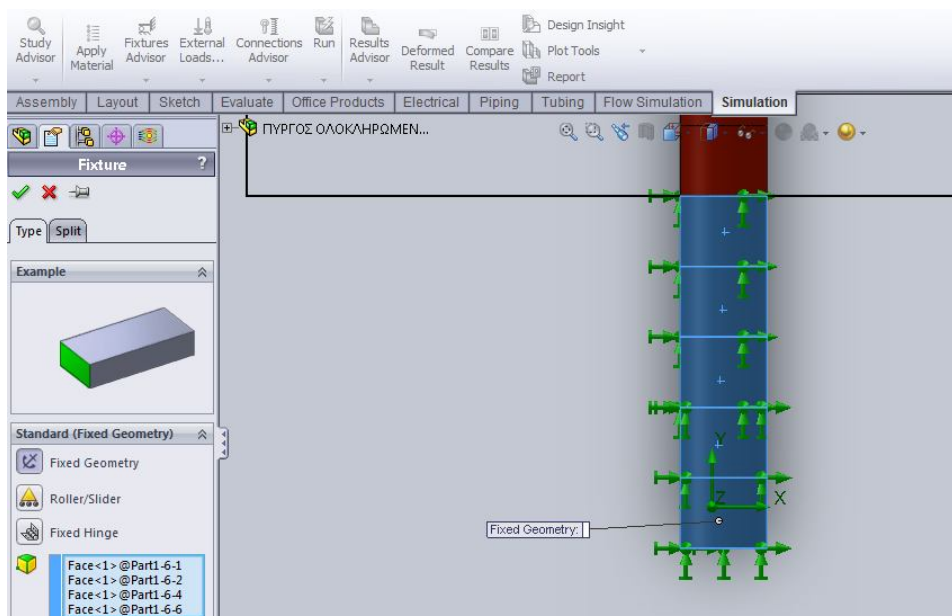 Study Advisor
Apply Material
Fixtures Advisor
External Loads...
Connections Advisor
Run
Results Advisor
Deformed Result
Compare Results
Design Insight
Plot Tools
Report
Assembly Layout Sketch Evaluate Office Products Electrical Piping Tubing Flow Simulation Simulation
ΠΥΡΓΟΣ ΟΛΟΚΛΗΡΩΜΕΝ...
Fixture ?
Type Split
Example
Standard (Fixed Geometry)
Fixed Geometry
Roller/Slider
Fixed Hinge
Face<1>@Part1-6-1
Face<1>@Part1-6-2
Face<1>@Part1-6-4
Face<1>@Part1-6-6
Y
Z X
Fixed Geometry: